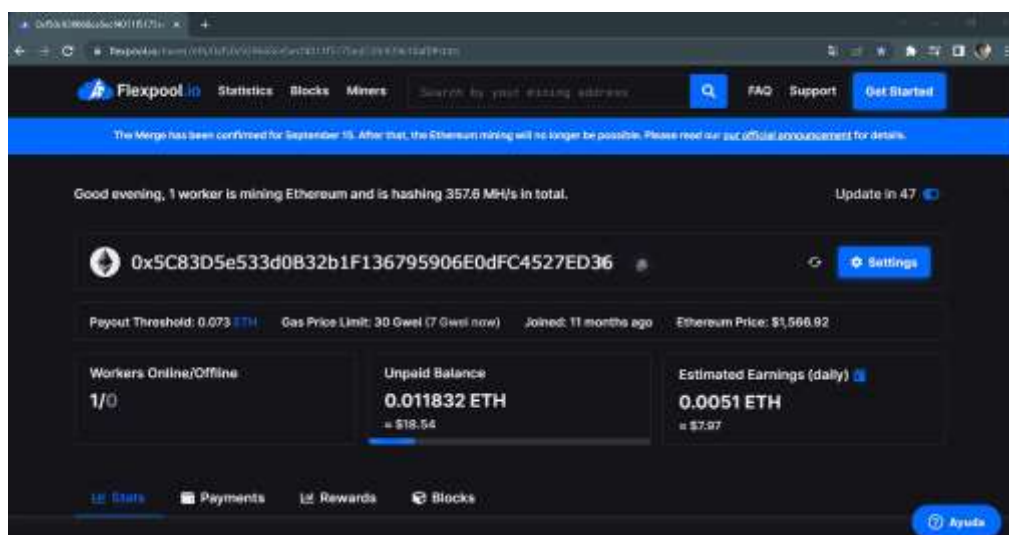 Flexpool.io Statistics Blocks Miners Search by your mining address FAQ Support Get Started
The Merge has been confirmed for September 15. After that, the Ethereum mining will no longer be possible. Please read our our official announcement for details.
Good evening, 1 worker is mining Ethereum and is hashing 357.6 MH/s in total. Update in 47
0x5C83D5e533d0B32b1F136795906E0dFC4527ED36 Settings
Payout Threshold: 0.073 ETH Gas Price Limit: 30 Gwei (7 Gwei now) Joined: 11 months ago Ethereum Price: $1,566.92
Workers Online/Offline Unpaid Balance Estimated Earnings (daily)
1/0 0.011832 ETH 0.0051 ETH
≈ $18.54 ≈ $7.97
Stats Payments Rewards Blocks
Ayuda